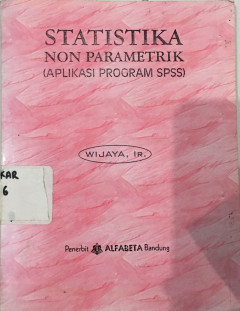 STATISTIKA
NON PARAMETRIK
(APLIKASI PROGRAM SPSS)
WIJAYA, IR.
KAR
6
Penerbit ALFABETA Bandung